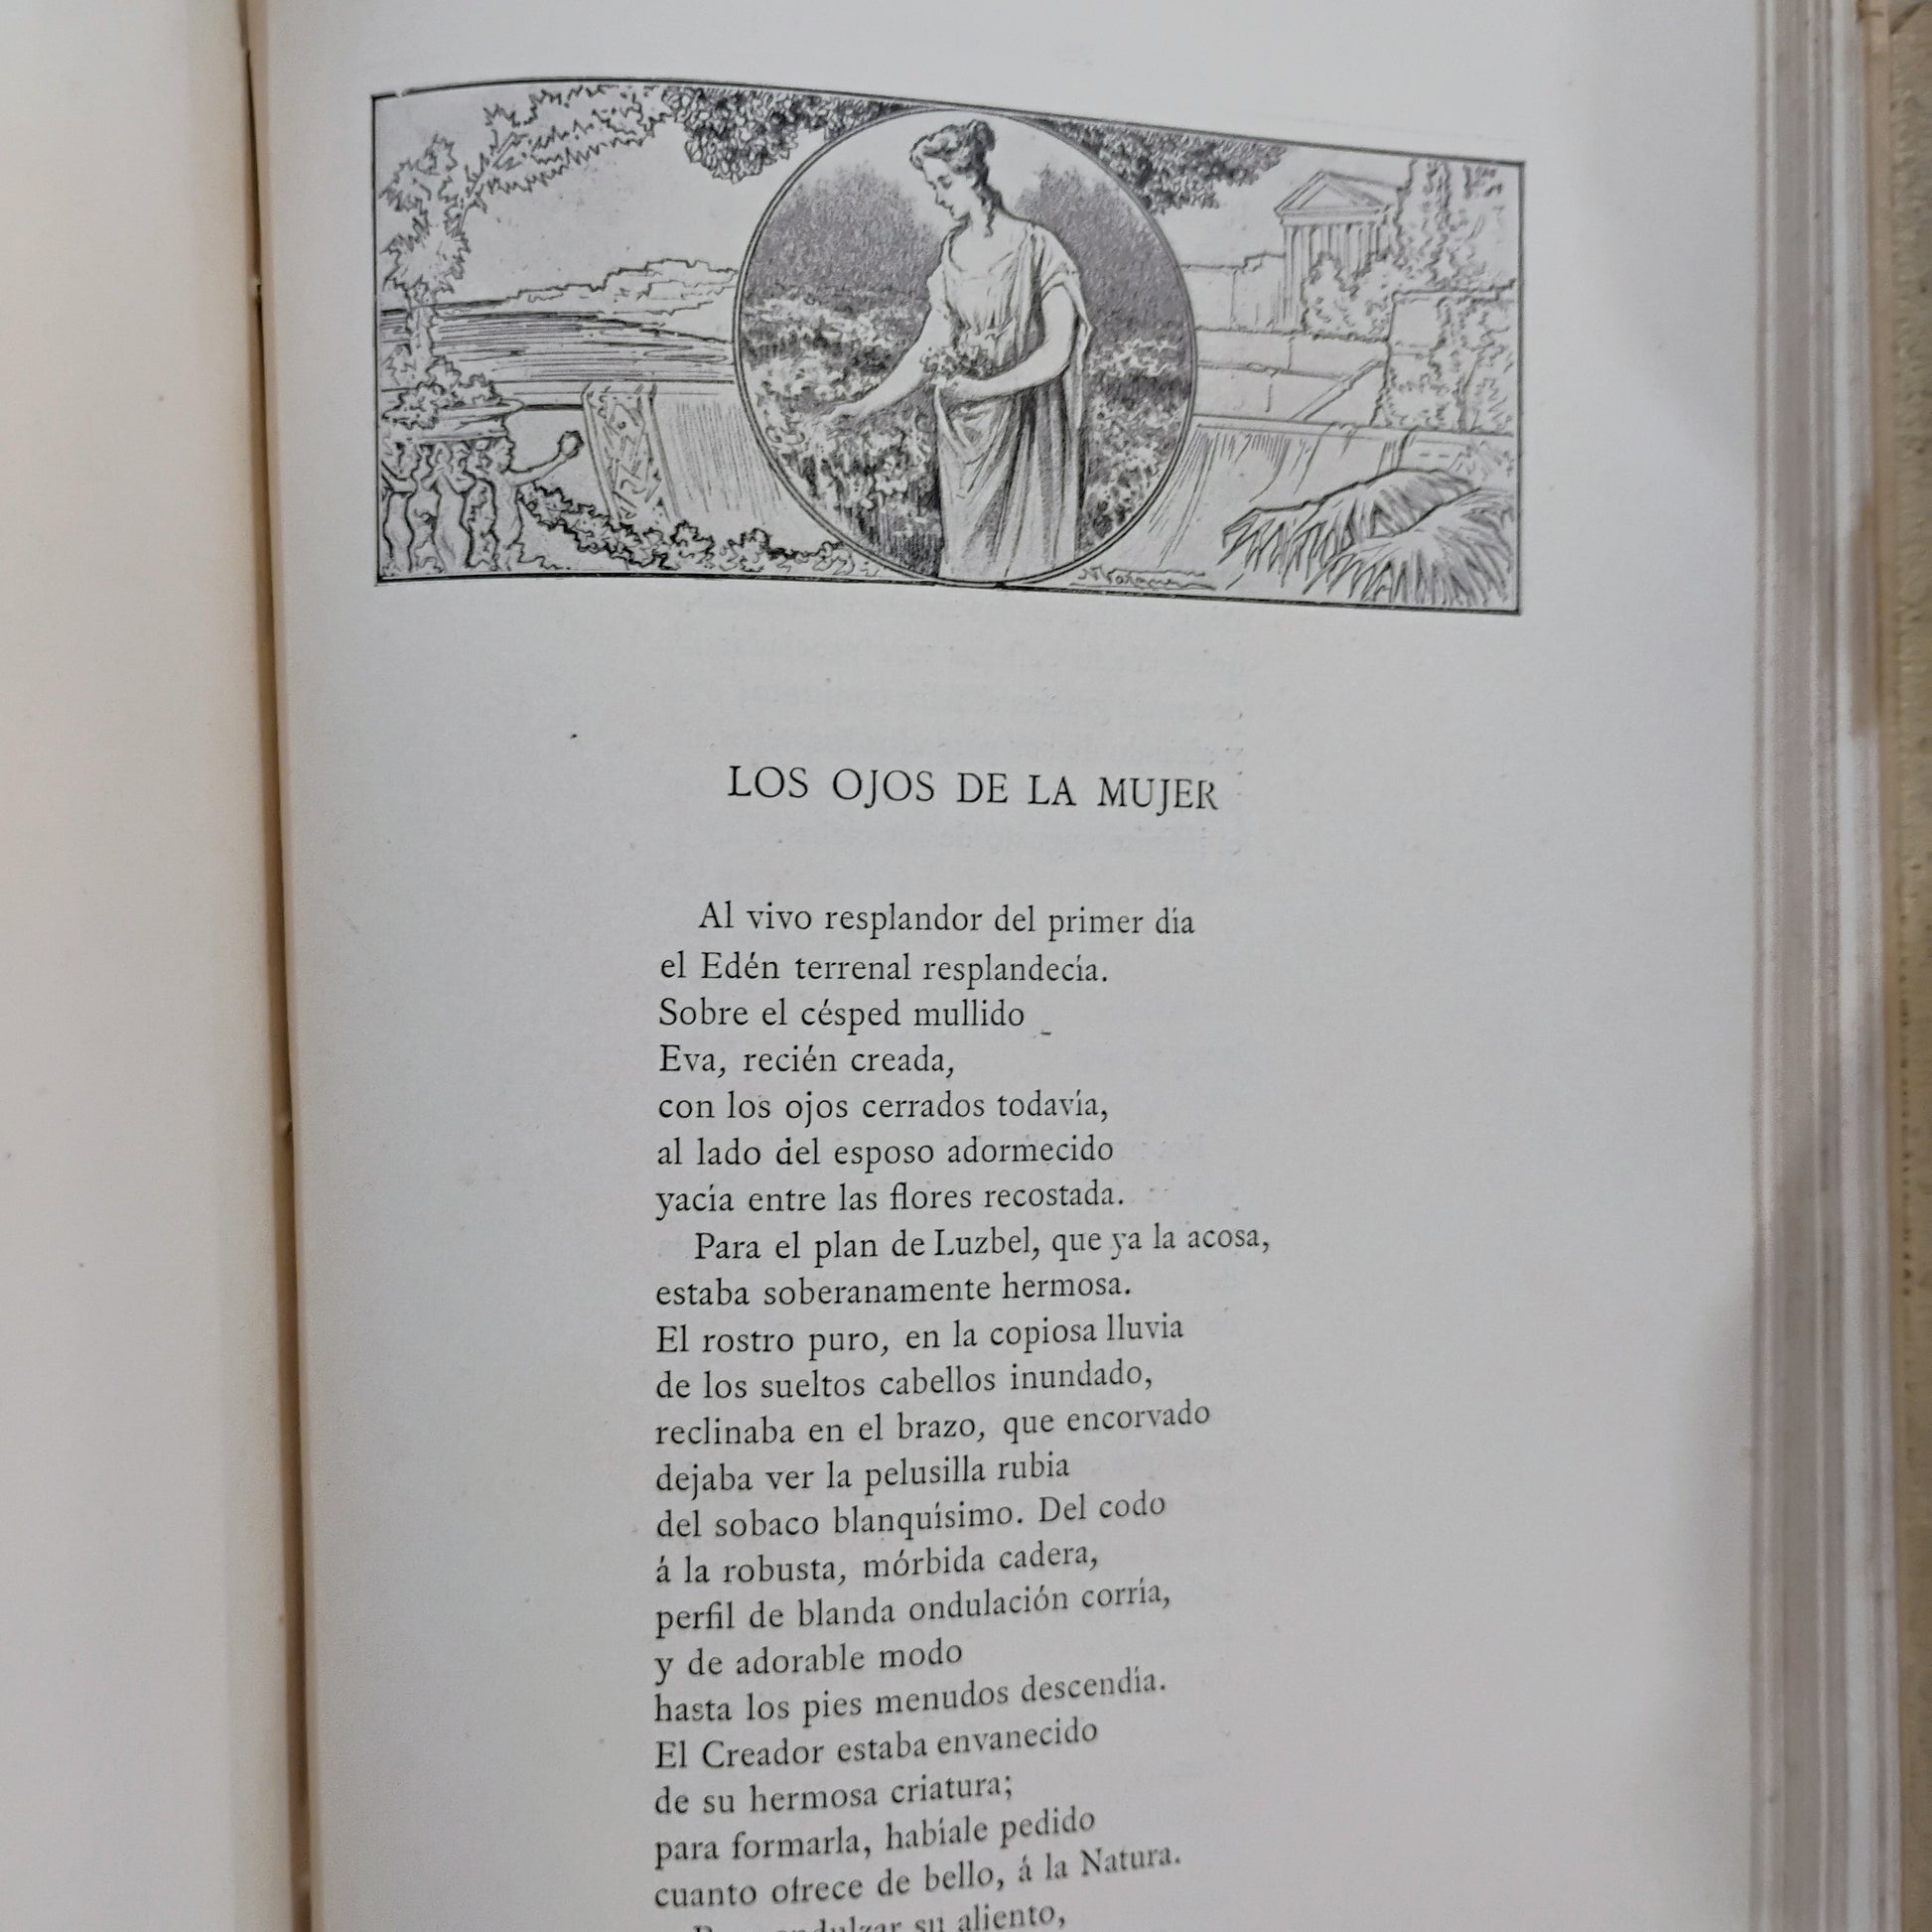 LOS OJOS DE LA MUJER
Al vivo resplandor del primer día
el Edén terrenal resplandecía.
Sobre el césped mullido
Eva, recién creada,
con los ojos cerrados todavía,
al lado del esposo adormecido
yacía entre las flores recostada.
Para el plan de Luzbel, que ya la acosa,
estaba soberanamente hermosa.
El rostro puro, en la copiosa lluvia
de los sueltos cabellos inundado,
reclinaba en el brazo, que encorvado
dejaba ver la pelusilla rubia
del sobaco blanquísimo. Del codo
á la robusta, mórbida cadera,
perfil de blanda ondulación corría,
y de adorable modo
hasta los pies menudos descendía.
El Creador estaba envanecido
de su hermosa criatura;
para formarla, habíale pedido
cuanto ofrece de bello, á la Natura.
su aliento,